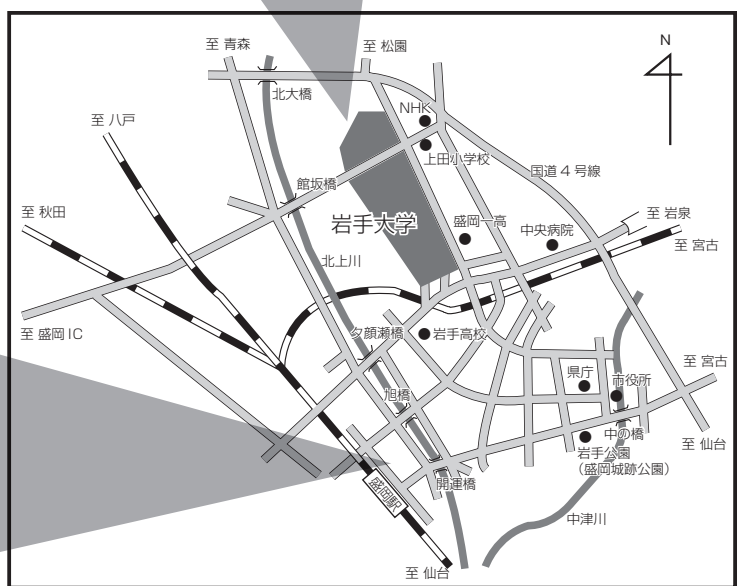 至 青森
至 松園
N
北大橋
NHK
至 八戸
上田小学校
国道 4 号線
館坂橋
至 秋田
岩手大学
盛岡一高
中央病院
至 岩泉
至 宮古
北上川
至 盛岡 IC
夕顔瀬橋
岩手高校
県庁
市役所
至 宮古
旭橋
中の橋
至 仙台
岩手公園
(盛岡城跡公園)
開運橋
盛岡駅
中津川
至 仙台